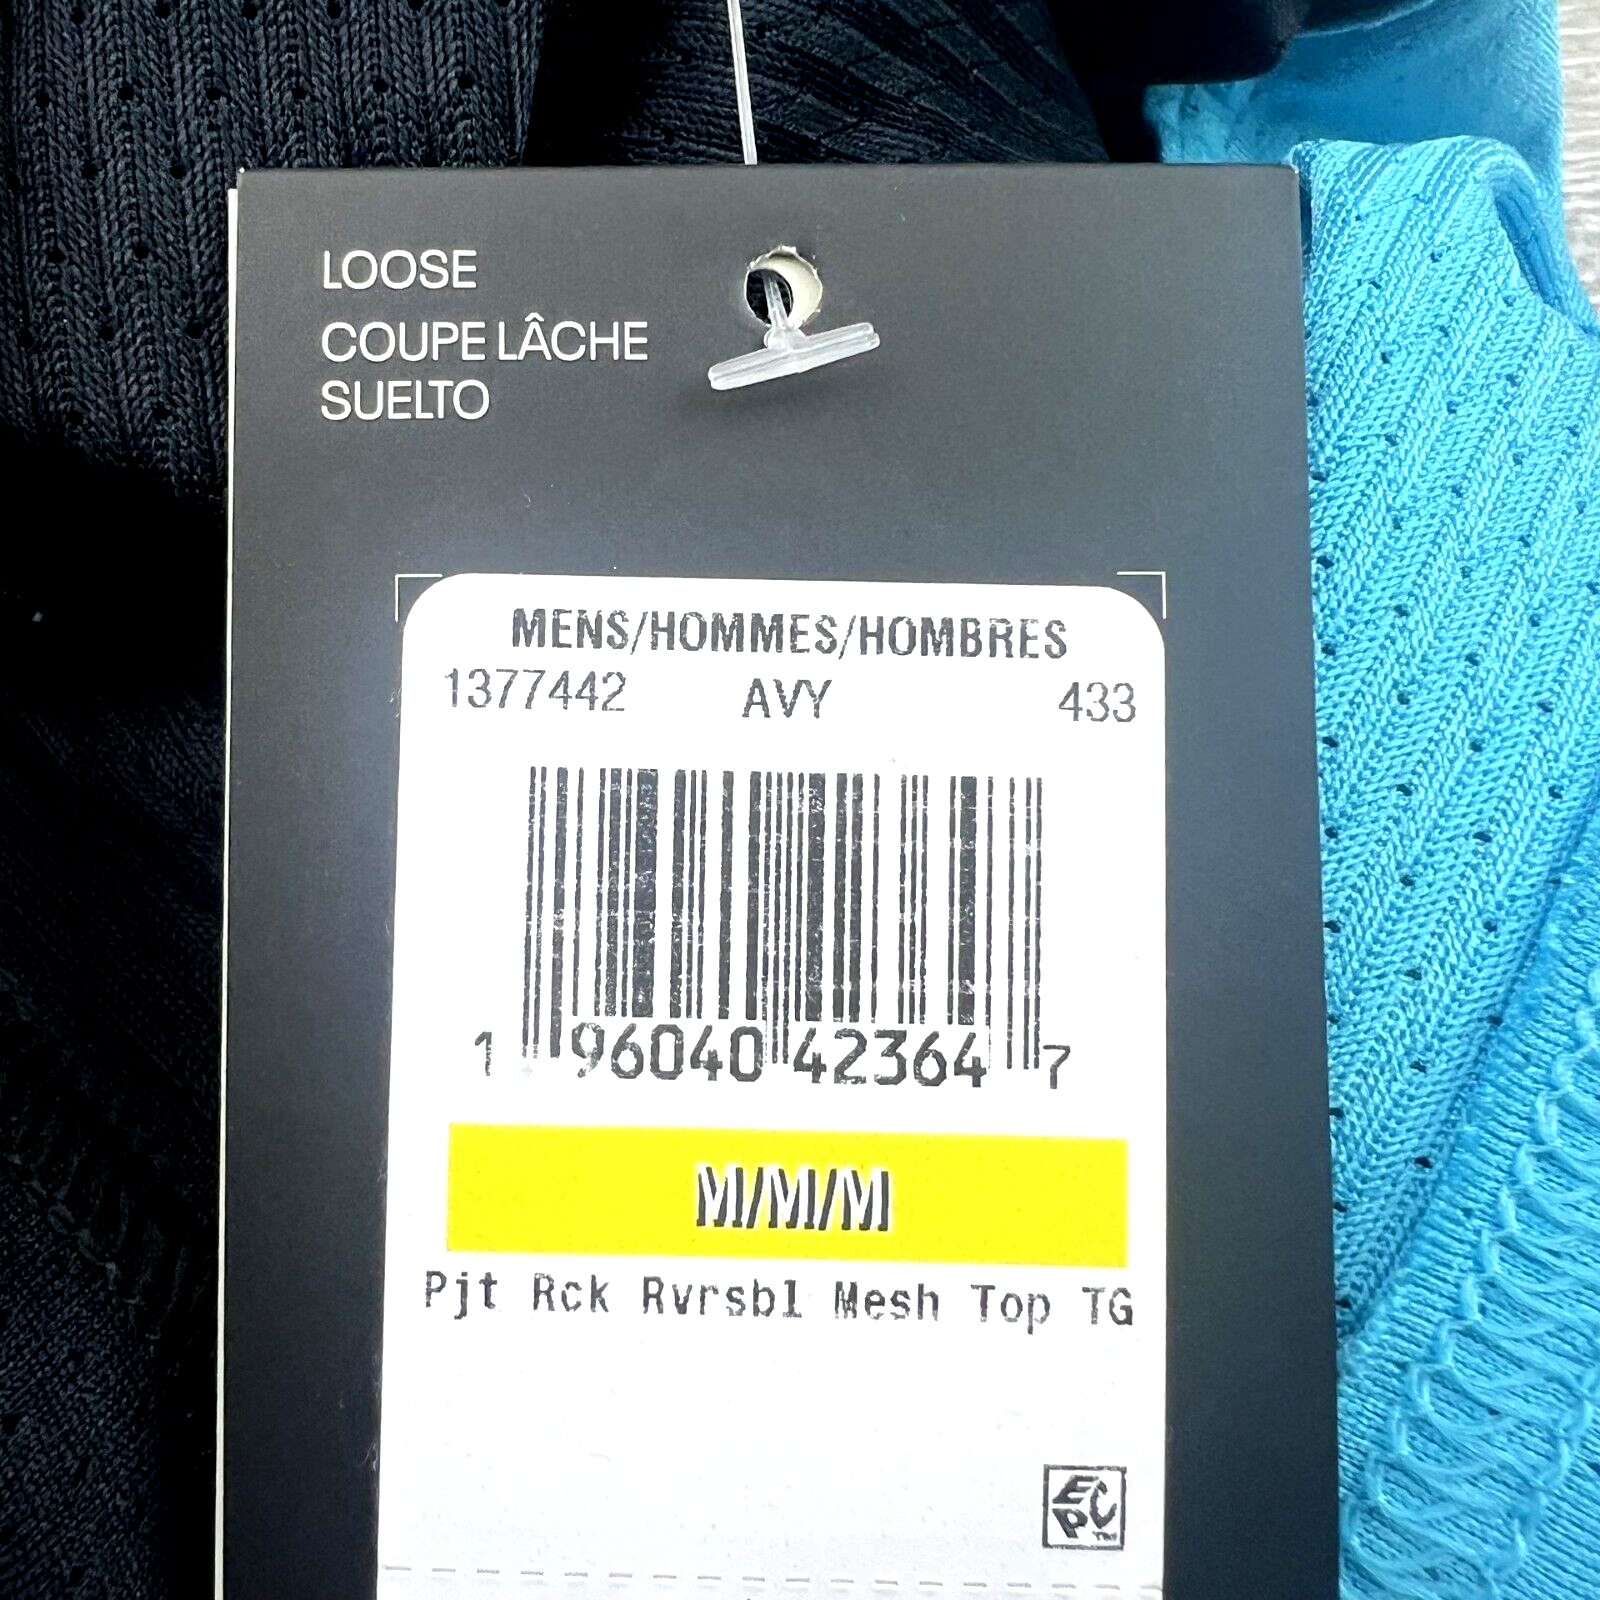 LOOSE
COUPE LÂCHE
SUELTO
MENS/HOMMES/HOMBRES
1377442 AVY 433
1 96040 42364 7
M/M/M
Pjt Rck Rvrsbl Mesh Top TG
EPC™